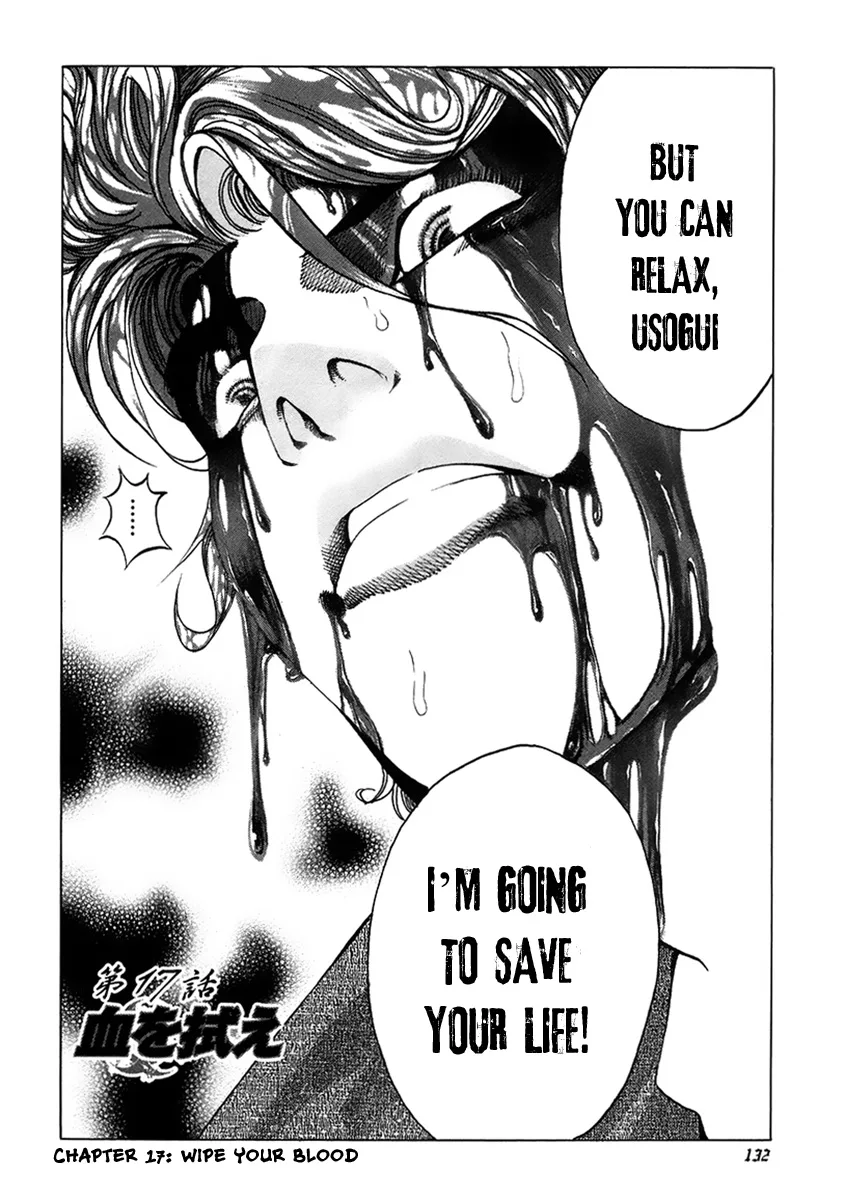 BUT
YOU CAN
RELAX,
USOGUI
......
I'M GOING
TO SAVE
YOUR LIFE!
第17話
血を拭え
CHAPTER 17: WIPE YOUR BLOOD
132